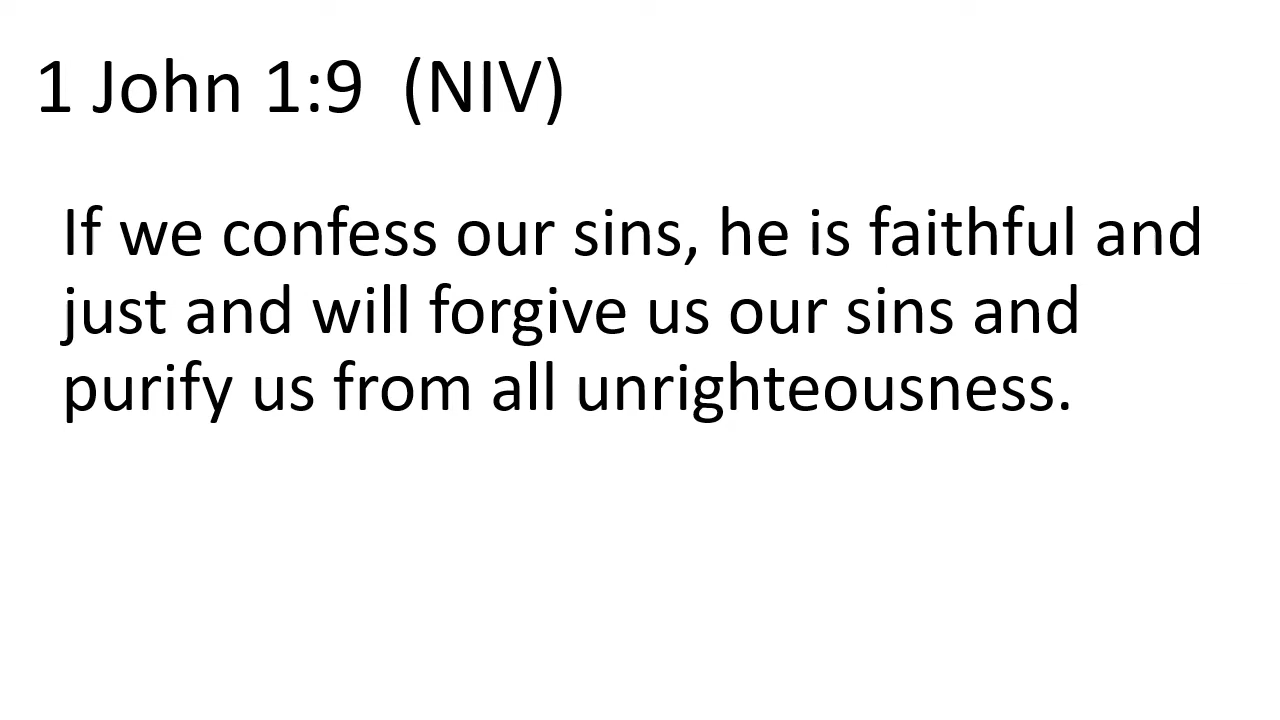 1 John 1:9  (NIV)
If we confess our sins, he is faithful and
just and will forgive us our sins and
purify us from all unrighteousness.